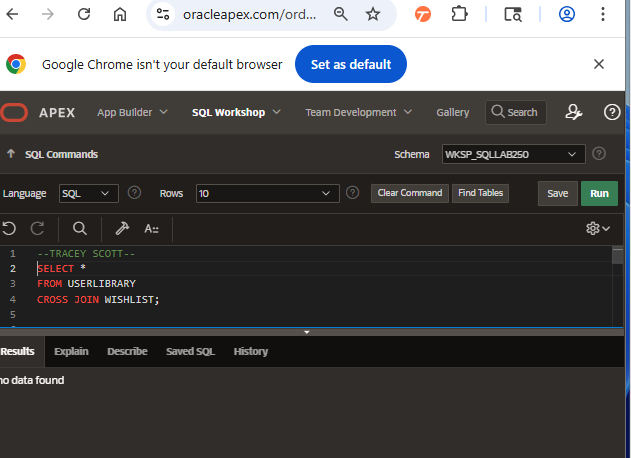 oracleapex.com/ord...
Google Chrome isn't your default browser Set as default
APEX App Builder SQL Workshop Team Development Gallery Search
SQL Commands Schema WKSP_SQLLAB250
Language SQL Rows 10 Clear Command Find Tables Save Run
A::
1 --TRACEY SCOTT--
2 SELECT *
3 FROM USERLIBRARY
4 CROSS JOIN WISHLIST;
5
Results Explain Describe Saved SQL History
no data found